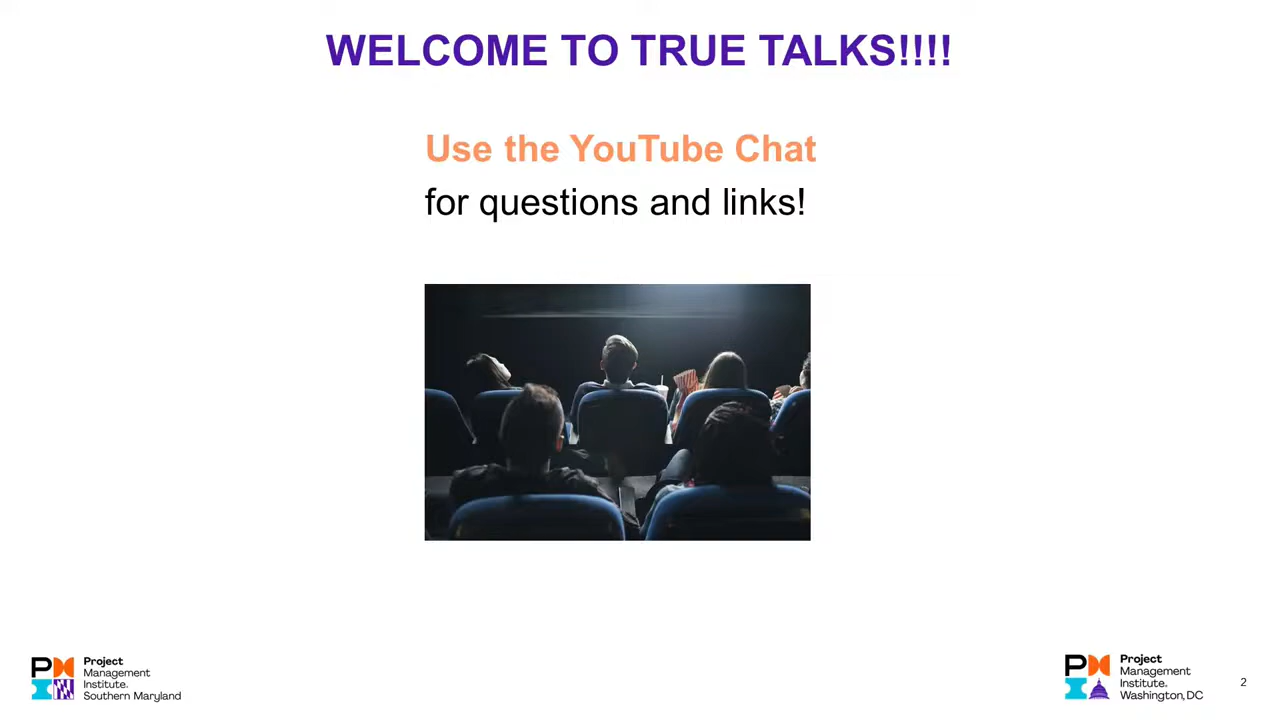 WELCOME TO TRUE TALKS!!!!
Use the YouTube Chat
for questions and links!
Project
Management
Institute.
Southern Maryland
Project
Management
Institute.
Washington, DC
2